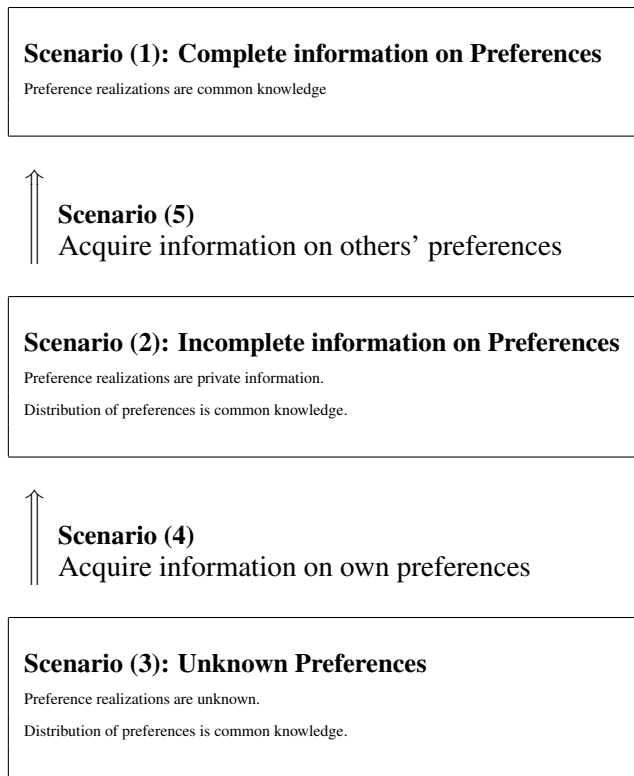 Scenario (1): Complete information on Preferences
Preference realizations are common knowledge
Scenario (5)
Acquire information on others’ preferences
Scenario (2): Incomplete information on Preferences
Preference realizations are private information.
Distribution of preferences is common knowledge.
Scenario (4)
Acquire information on own preferences
Scenario (3): Unknown Preferences
Preference realizations are unknown.
Distribution of preferences is common knowledge.